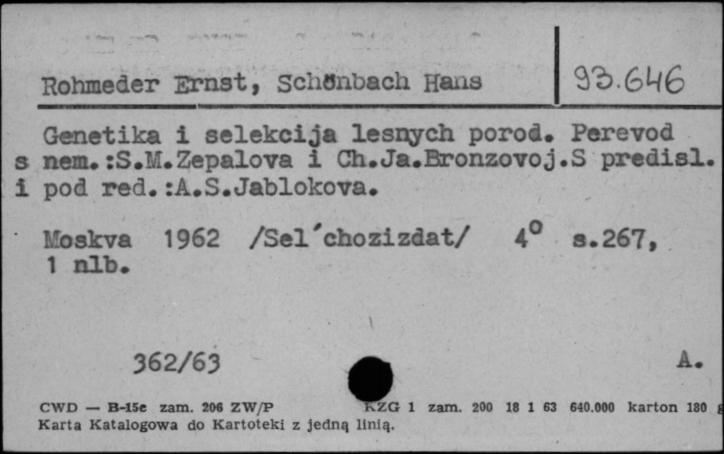 Rohmeder Ernst, Schönbach Hans 93.646
Genetika i selekcija lesnych porod. Perevod
s nem.:S.M.Zepalova i Ch.Ja.Bronzovoj.S predisl.
i pod red.:A.S.Jablokova.
Moskva 1962 /Sel'chozizdat/ 4° s.267,
1 nlb.
362/63 A.
CWD — B-15c zam. 206 ZW/P KZG 1 zam. 200 18 1 63 640.000 karton 180 g
Karta Katalogowa do Kartoteki z jedną linią.